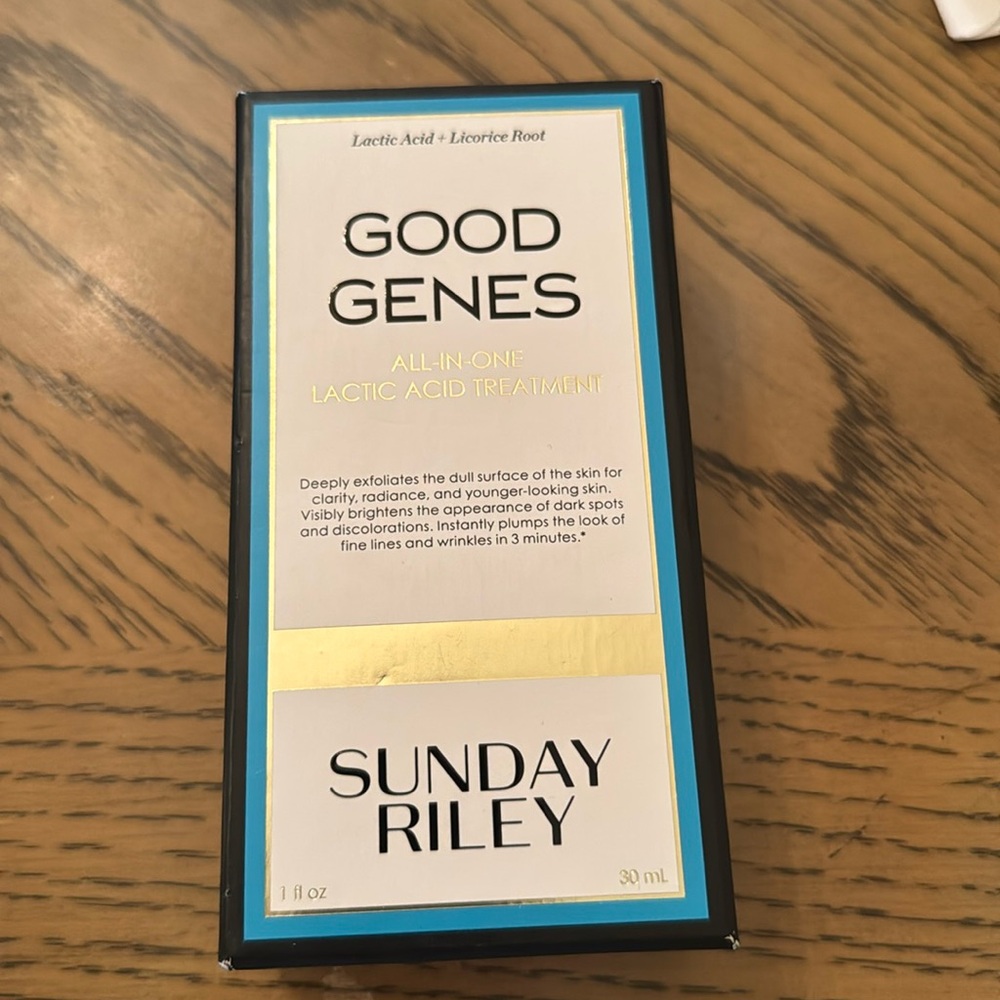 Lactic Acid + Licorice Root
GOOD
GENES
ALL-IN-ONE
LACTIC ACID TREATMENT
Deeply exfoliates the dull surface of the skin for
clarity, radiance, and younger-looking skin.
Visibly brightens the appearance of dark spots
and discolorations. Instantly plumps the look of
fine lines and wrinkles in 3 minutes.*
SUNDAY
RILEY
1 fl oz
30 mL